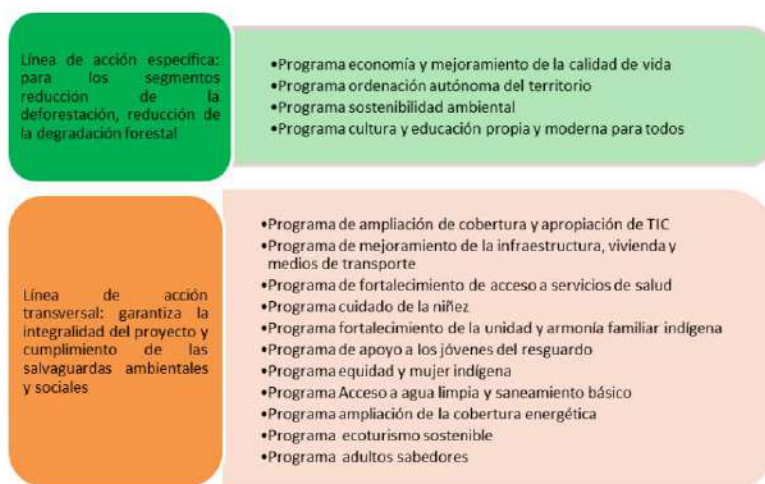 Línea de acción específica:
para los segmentos
reducción de la
deforestación, reducción de
la degradación forestal
•Programa economía y mejoramiento de la calidad de vida
•Programa ordenación autónoma del territorio
•Programa sostenibilidad ambiental
•Programa cultura y educación propia y moderna para todos
Línea de acción
transversal: garantiza la
integralidad del proyecto y
cumplimiento de las
salvaguardas ambientales
y sociales
•Programa de ampliación de cobertura y apropiación de TIC
•Programa de mejoramiento de la infraestructura, vivienda y
medios de transporte
•Programa de fortalecimiento de acceso a servicios de salud
•Programa cuidado de la niñez
•Programa fortalecimiento de la unidad y armonía familiar indígena
•Programa de apoyo a los jóvenes del resguardo
•Programa equidad y mujer indígena
•Programa Acceso a agua limpia y saneamiento básico
•Programa ampliación de la cobertura energética
•Programa ecoturismo sostenible
•Programa adultos sabedores